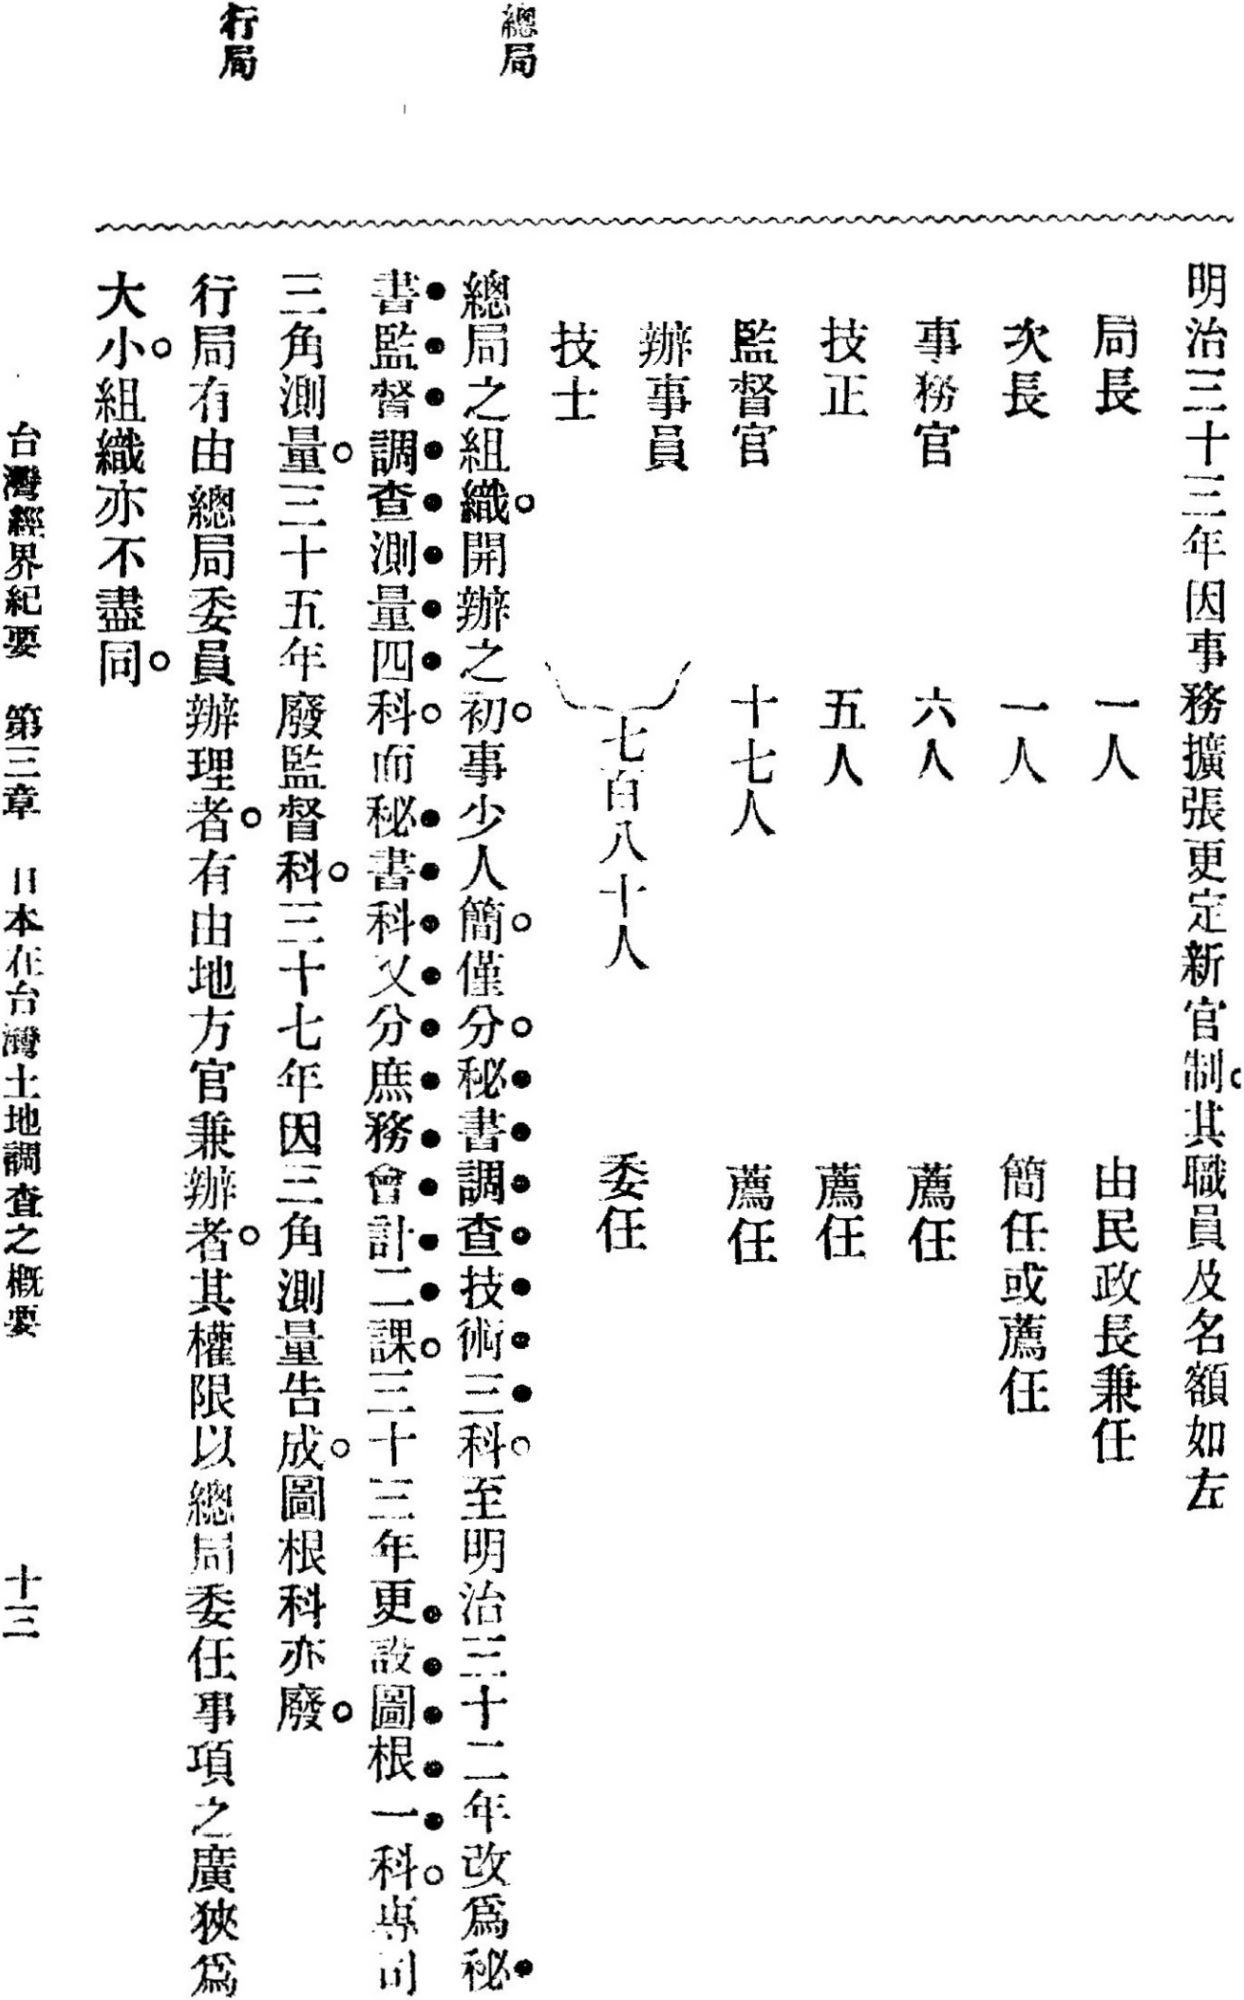 明治三十三年因事務擴張更定新官制。其職員及名額如左
局長　一人　由民政長兼任
次長　一人　簡任或薦任
事務官　六人　薦任
技正　五人　薦任
監督官　十七人　薦任
辦事員
技士
七百八十人　委任
總局
總局之組織。開辦之初。事少人簡。僅分。秘書調查技術三科。至明治三十二年改爲秘
書監督調查測量四科。而秘書科又分庶務會計二課。三十三年更設圖根一科。專司
三角測量。三十五年廢監督科。三十七年因三角測量告成。圖根科亦廢。
行局
行局有由總局委員辦理者。有由地方官兼辦者。其權限以總局委任事項之廣狹爲
大小。組織亦不盡同。
台灣經界紀要　第三章　日本在台灣土地調查之概要　十三